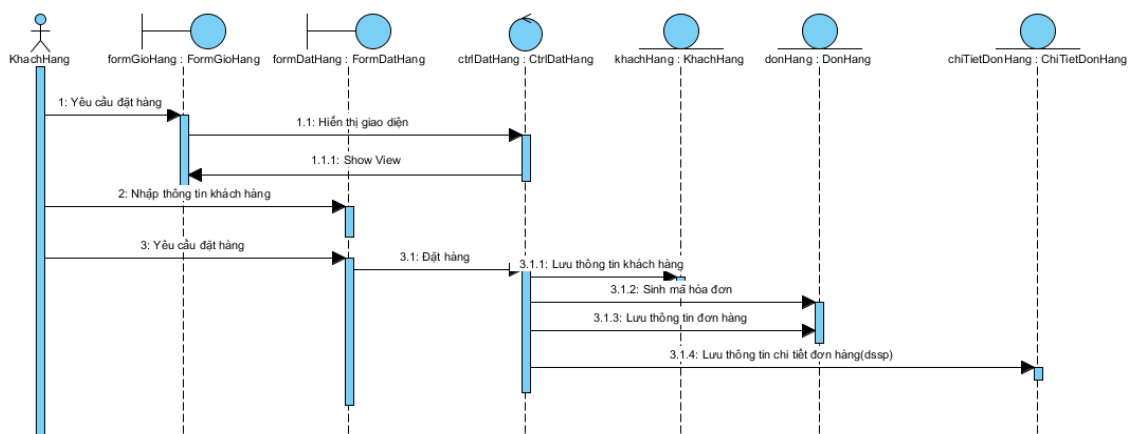 KhachHang
formGioHang : FormGioHang
formDatHang : FormDatHang
ctrlDatHang : CtrlDatHang
khachHang : KhachHang
donHang : DonHang
chiTietDonHang : ChiTietDonHang
1: Yêu cầu đặt hàng
1.1: Hiển thị giao diện
1.1.1: Show View
2: Nhập thông tin khách hàng
3: Yêu cầu đặt hàng
3.1: Đặt hàng
3.1.1: Lưu thông tin khách hàng
3.1.2: Sinh mã hóa đơn
3.1.3: Lưu thông tin đơn hàng
3.1.4: Lưu thông tin chi tiết đơn hàng(dssp)